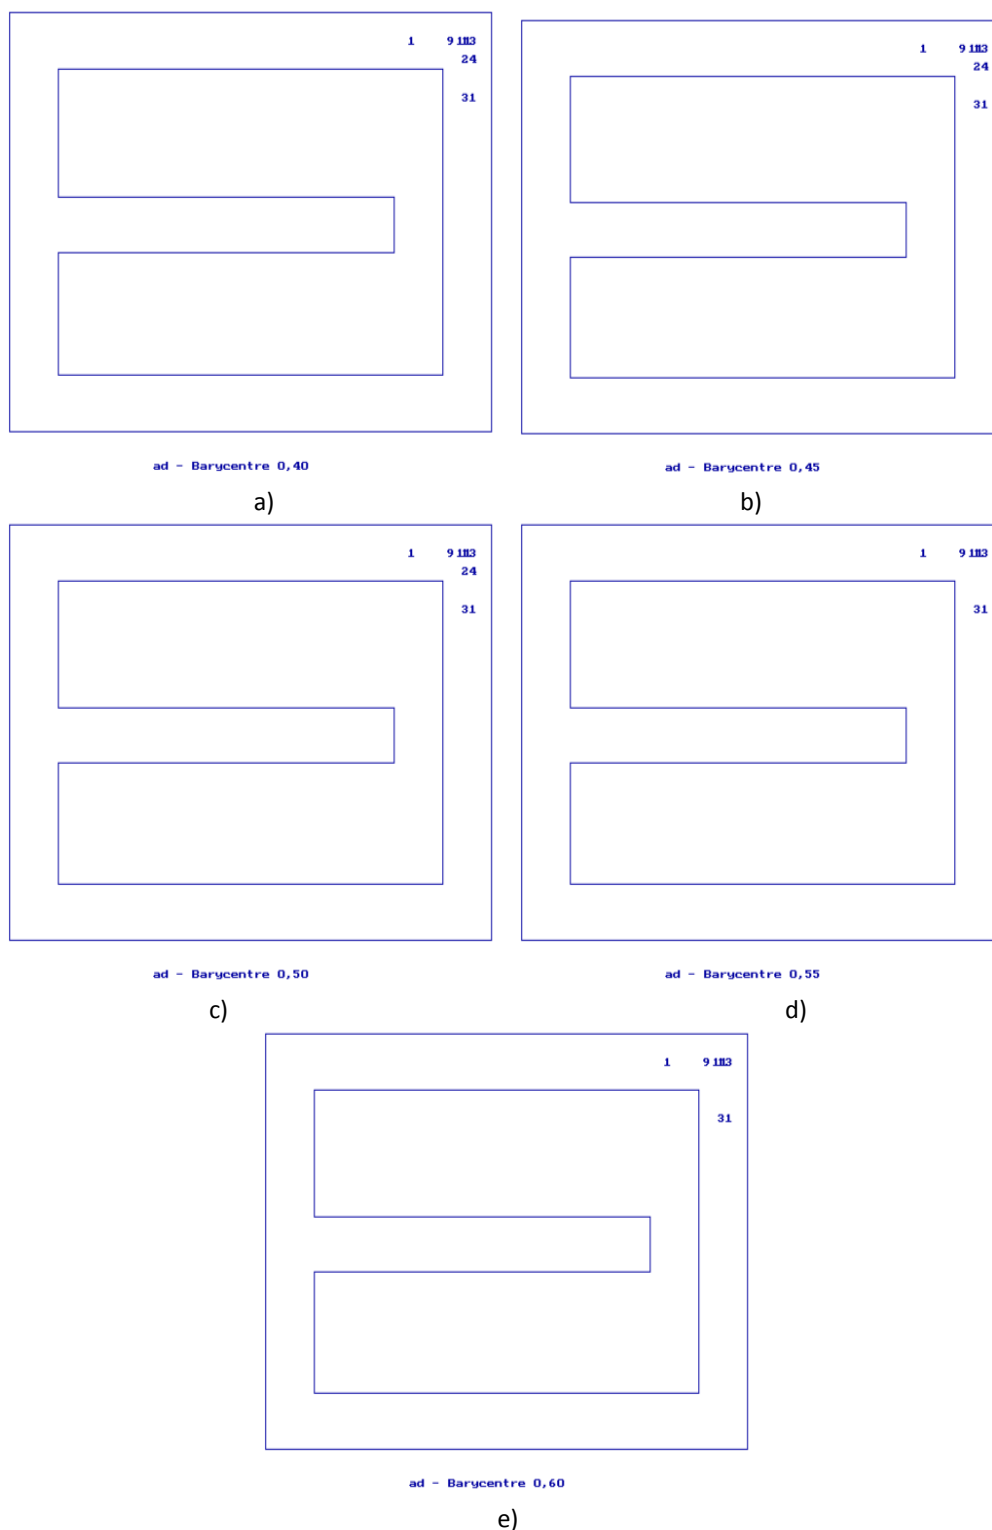 1 9 1113
24
31
ad - Barycentre 0,40
a)
1 9 1113
24
31
ad - Barycentre 0,45
b)
1 9 1113
24
31
ad - Barycentre 0,50
c)
1 9 1113
31
ad - Barycentre 0,55
d)
1 9 1113
31
ad - Barycentre 0,60
e)